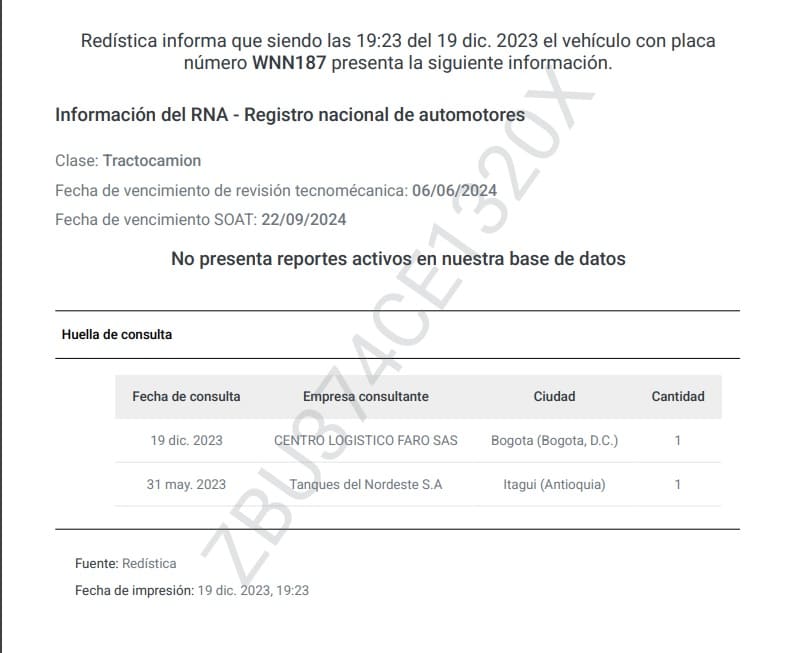 Redística informa que siendo las 19:23 del 19 dic. 2023 el vehículo con placa
número WNN187 presenta la siguiente información.
Información del RNA - Registro nacional de automotores
Clase: Tractocamion
Fecha de vencimiento de revisión tecnomécanica: 06/06/2024
Fecha de vencimiento SOAT: 22/09/2024
No presenta reportes activos en nuestra base de datos
Huella de consulta
Fecha de consulta Empresa consultante Ciudad Cantidad
19 dic. 2023 CENTRO LOGISTICO FARO SAS Bogota (Bogota, D.C.) 1
31 may. 2023 Tanques del Nordeste S.A Itagui (Antioquia) 1
Fuente: Redística
Fecha de impresión: 19 dic. 2023, 19:23
ZBU374CE1320X